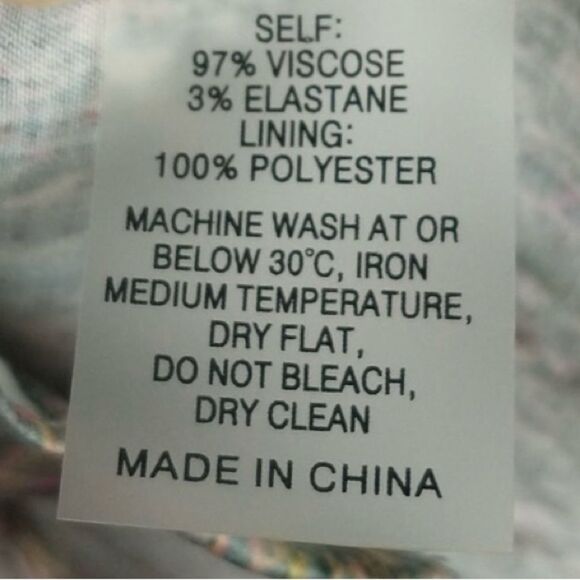 SELF:
97% VISCOSE
3% ELASTANE
LINING:
100% POLYESTER
MACHINE WASH AT OR
BELOW 30°C, IRON
MEDIUM TEMPERATURE,
DRY FLAT,
DO NOT BLEACH,
DRY CLEAN
MADE IN CHINA